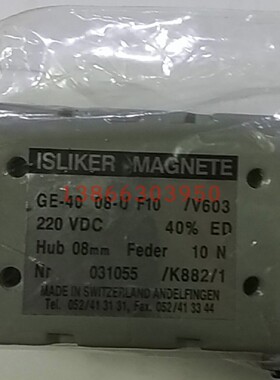 ISLIKER MAGNETE
GE-40 08-U F10 /V603
13866303950
220 VDC 40% ED
Hub 08mm Feder 10 N
Nr 031055 /K882/1
MADE IN SWITZERLAND ANDELFINGEN
Tel. 052/41 31 31, Fax. 052/41 33 44